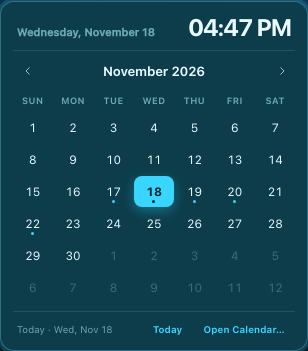 Wednesday, November 18 04:47 PM
November 2026
SUN MON TUE WED THU FRI SAT
1 2 3 4 5 6 7
8 9 10 11 12 13 14
15 16 17 18 19 20 21
22 23 24 25 26 27 28
29 30 1 2 3 4 5
6 7 8 9 10 11 12
Today · Wed, Nov 18 Today Open Calendar...